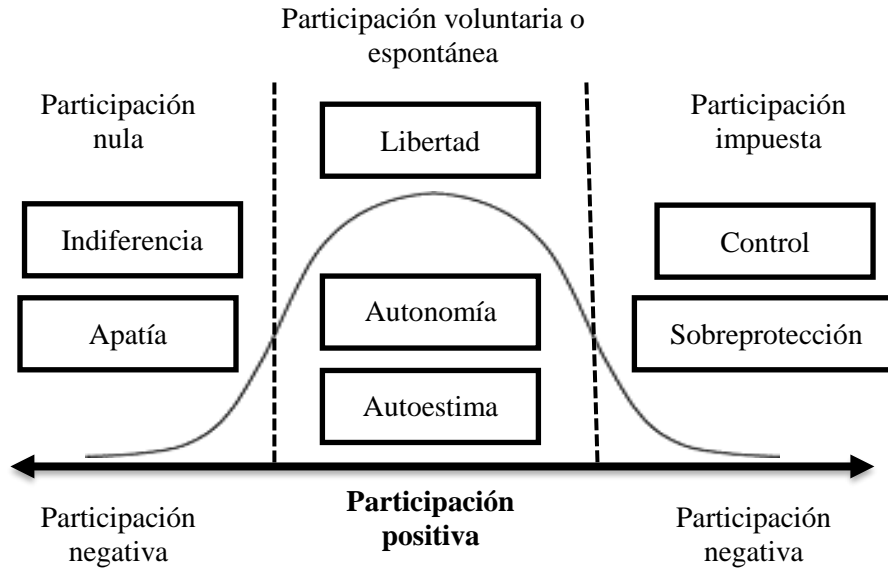 Participación voluntaria o
espontánea
Participación
nula
Libertad
Participación
impuesta
Indiferencia
Control
Apatía
Autonomía
Sobreprotección
Autoestima
Participación
negativa
Participación
positiva
Participación
negativa